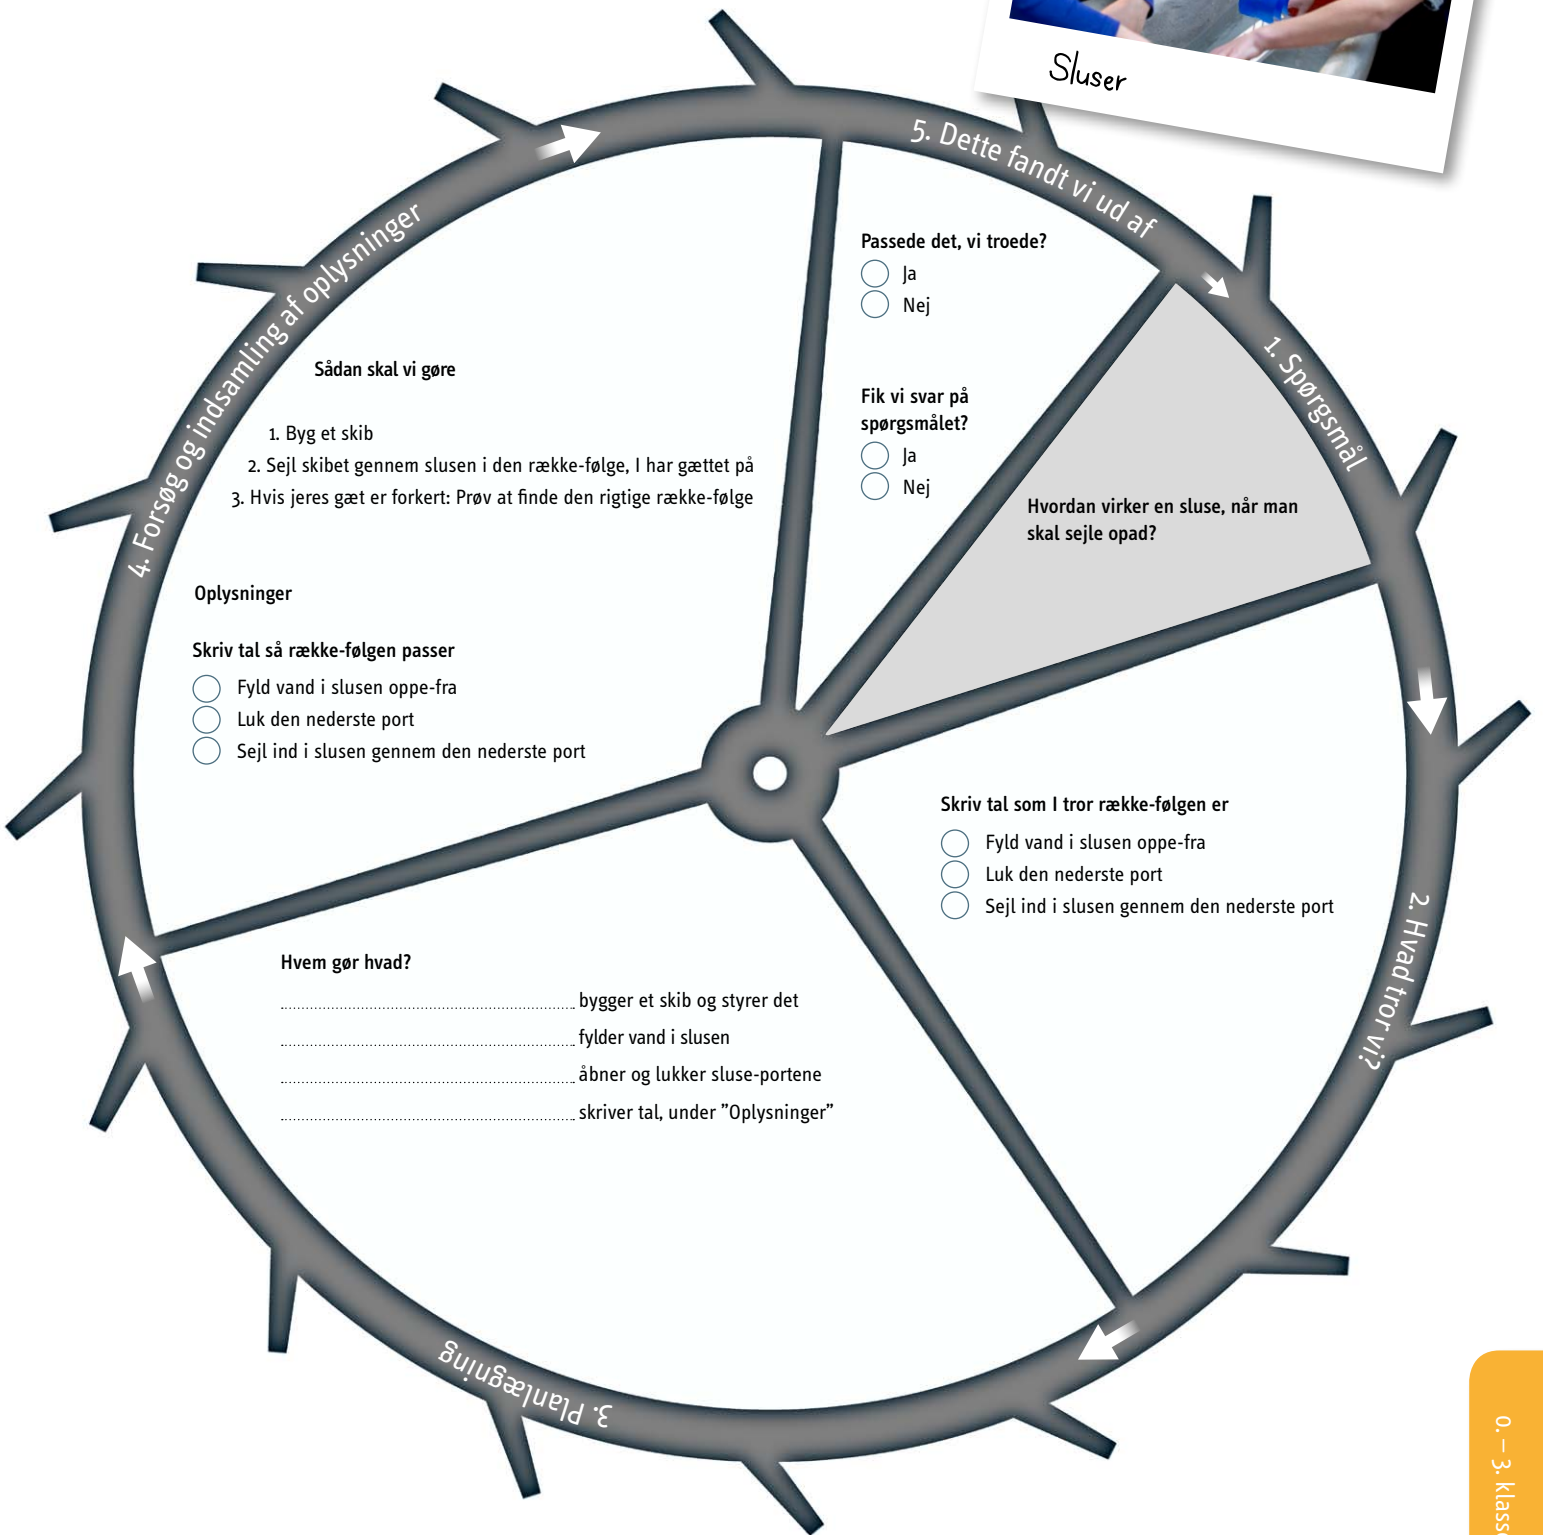 Sluser
5. Dette fandt vi ud af
Passede det, vi troede?
Ja
Nej
Fik vi svar på
spørgsmålet?
Ja
Nej
1. Spørgsmål
Hvordan virker en sluse, når man
skal sejle opad?
2. Hvad tror vi?
Skriv tal som I tror række-følgen er
Fyld vand i slusen oppe-fra
Luk den nederste port
Sejl ind i slusen gennem den nederste port
3. Planlægning
Hvem gør hvad?
bygger et skib og styrer det
fylder vand i slusen
åbner og lukker sluse-portene
skriver tal, under ”Oplysninger”
4. Forsøg og indsamling af oplysninger
Sådan skal vi gøre
1. Byg et skib
2. Sejl skibet gennem slusen i den række-følge, I har gættet på
3. Hvis jeres gæt er forkert: Prøv at finde den rigtige række-følge
Oplysninger
Skriv tal så række-følgen passer
Fyld vand i slusen oppe-fra
Luk den nederste port
Sejl ind i slusen gennem den nederste port
0. – 3. klasse